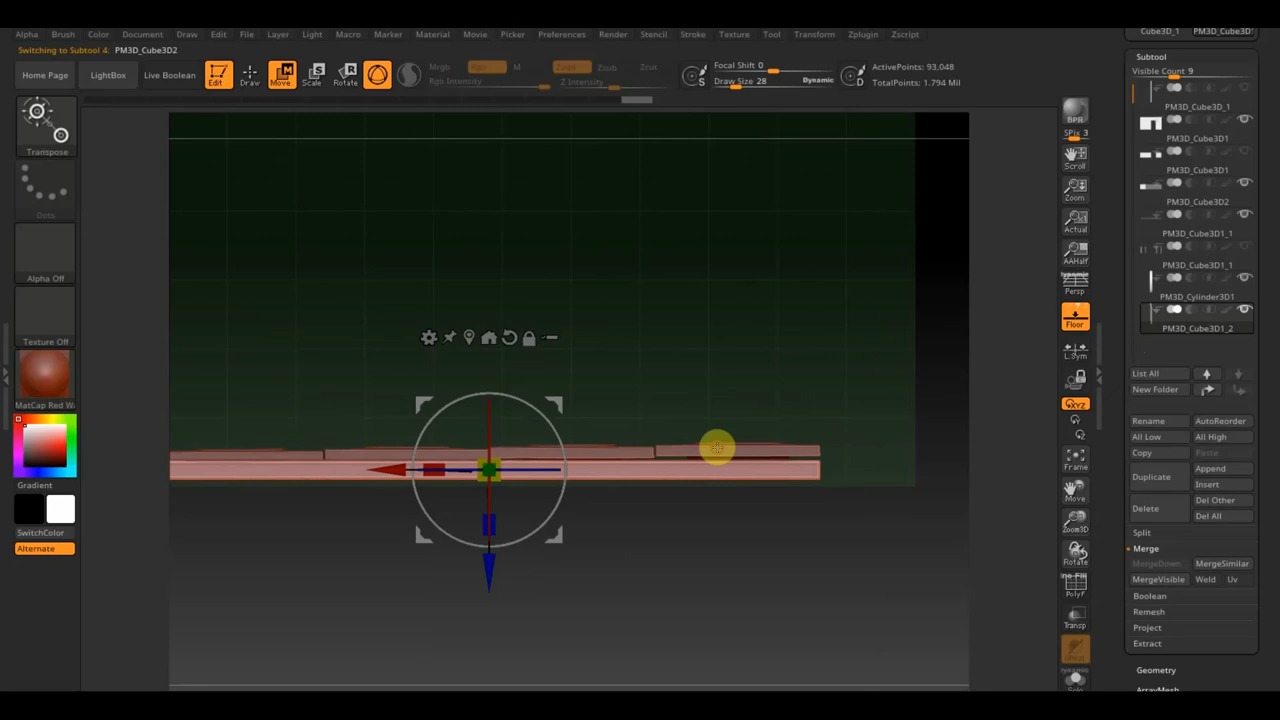 Alpha Brush Color Document Draw Edit File Layer Light Macro Marker Material Movie Picker Preferences Render Stencil Stroke Texture Tool Transform Zplugin Zscript
Cube3D_1 PM3D_Cube3D
Switching to Subtool 4: PM3D_Cube3D2
Home Page LightBox Live Boolean Edit Draw Move Scale Rotate
Mrgb Rgb M
Rgb Intensity
Zsub Zcut
Z Intensity
S
Focal Shift 0
Draw Size 28 Dynamic
D
ActivePoints: 93,048
TotalPoints: 1.794 Mil
Transpose
Dots
Alpha Off
Texture Off
MatCap Red Wa
Gradient
SwitchColor
Alternate
BPR
SPix 3
Scroll
Zoom
Actual
AAHalf
Dynamic
Persp
Floor
L.Sym
XYZ
Frame
Move
Zoom3D
Rotate
Line Fill
PolyF
Transp
Ghost
Dynamic
Solo
Subtool
Visible Count 9
PM3D_Cube3D_1
PM3D_Cube3D1
PM3D_Cube3D1
PM3D_Cube3D2
PM3D_Cube3D1_1
PM3D_Cube3D1_1
PM3D_Cylinder3D1
PM3D_Cube3D1_2
List All
New Folder
Rename AutoReorder
All Low All High
Copy
Duplicate Append
Insert
Delete Del Other
Del All
Split
Merge
MergeDown MergeSimilar
MergeVisible Weld Uv
Boolean
Remesh
Project
Extract
Geometry
ArrayMesh